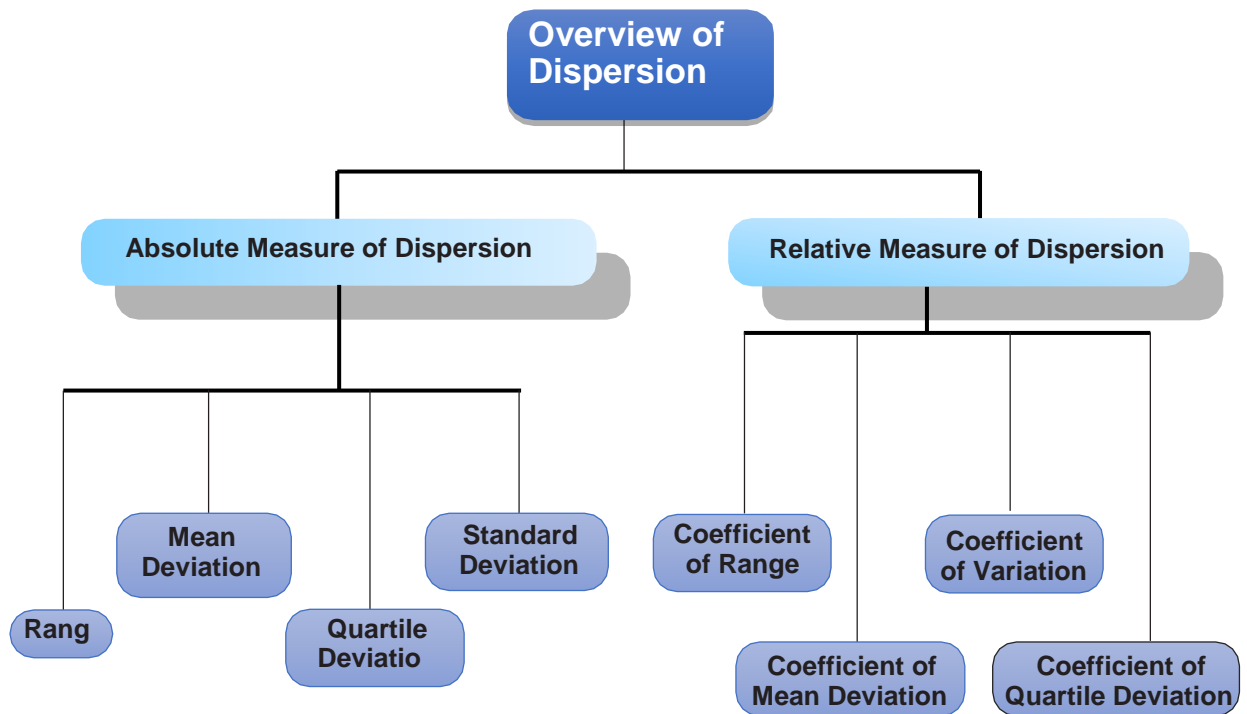 Overview of
Dispersion
Absolute Measure of Dispersion
Relative Measure of Dispersion
Rang
Mean
Deviation
Quartile
Deviatio
Standard
Deviation
Coefficient
of Range
Coefficient of
Mean Deviation
Coefficient
of Variation
Coefficient of
Quartile Deviation